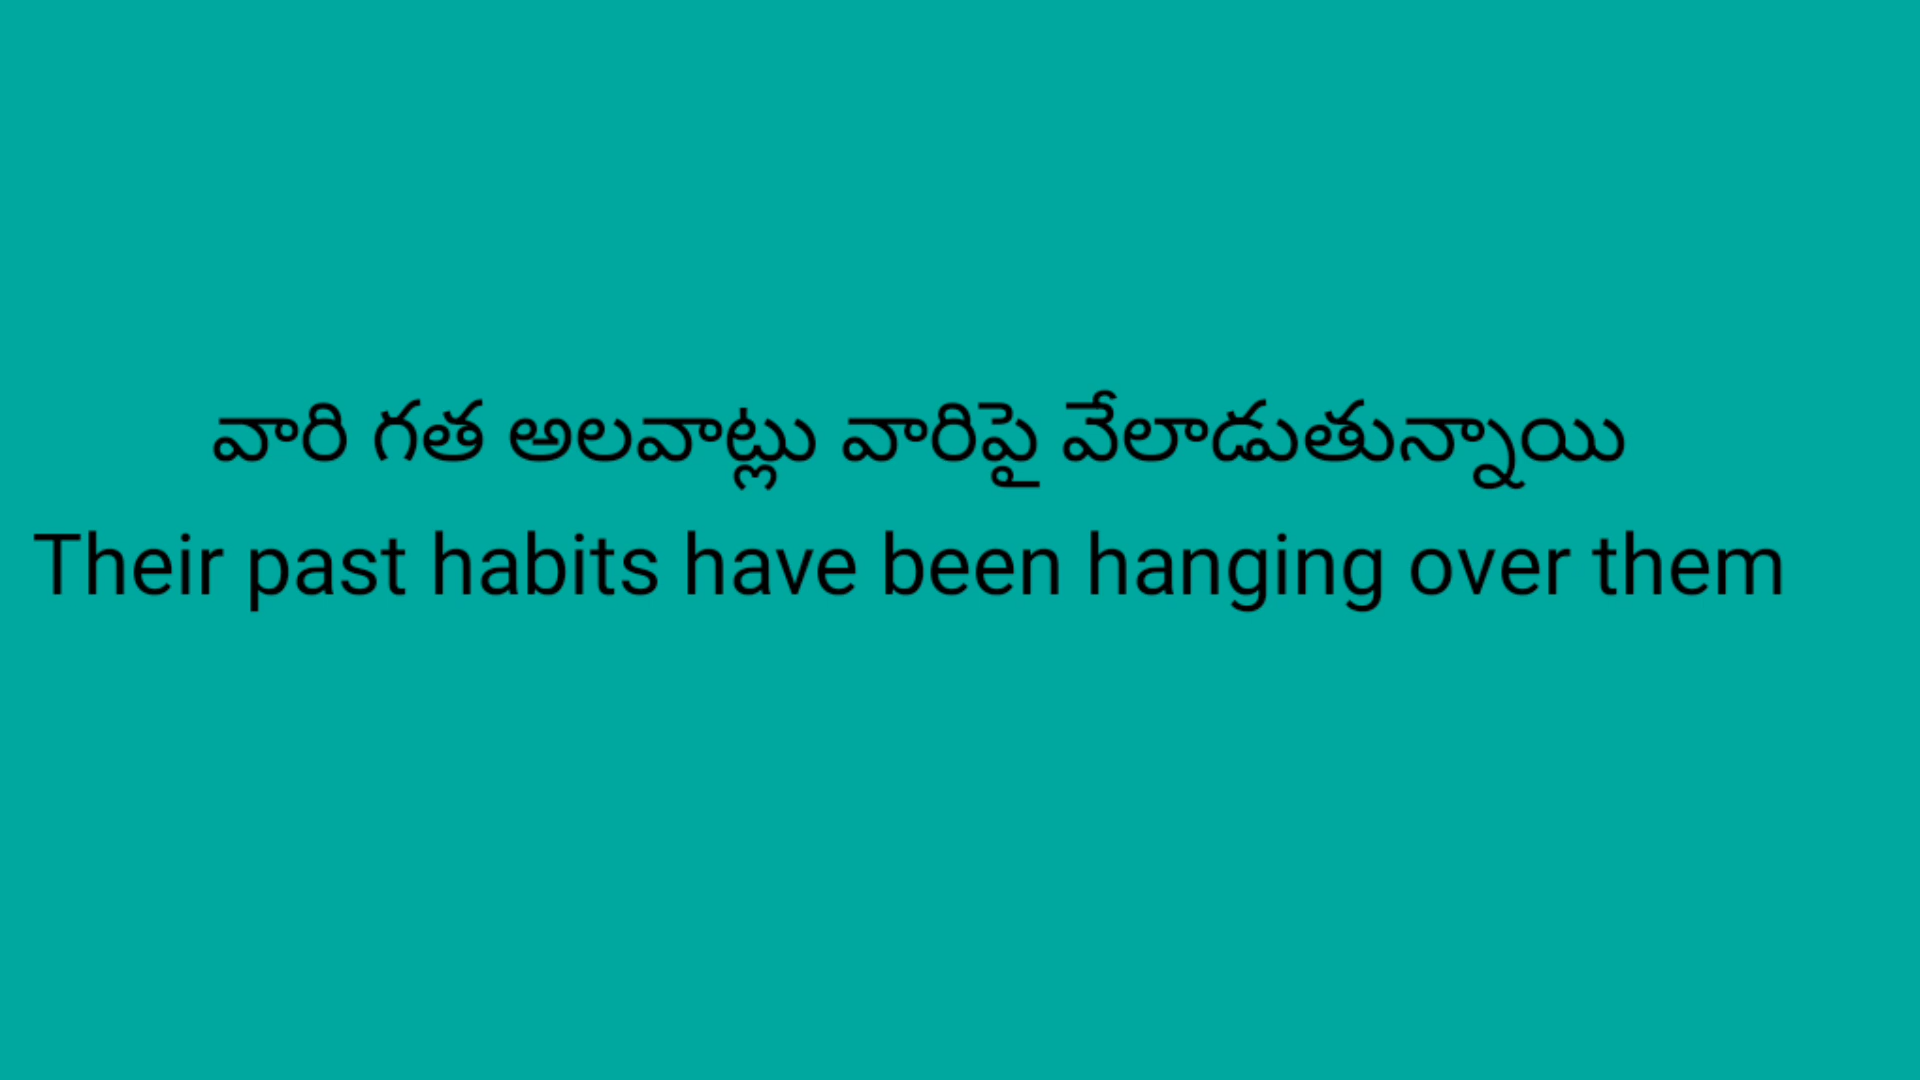 వారి గత అలవాట్లు వారిపై వేలాడుతున్నాయి
Their past habits have been hanging over them